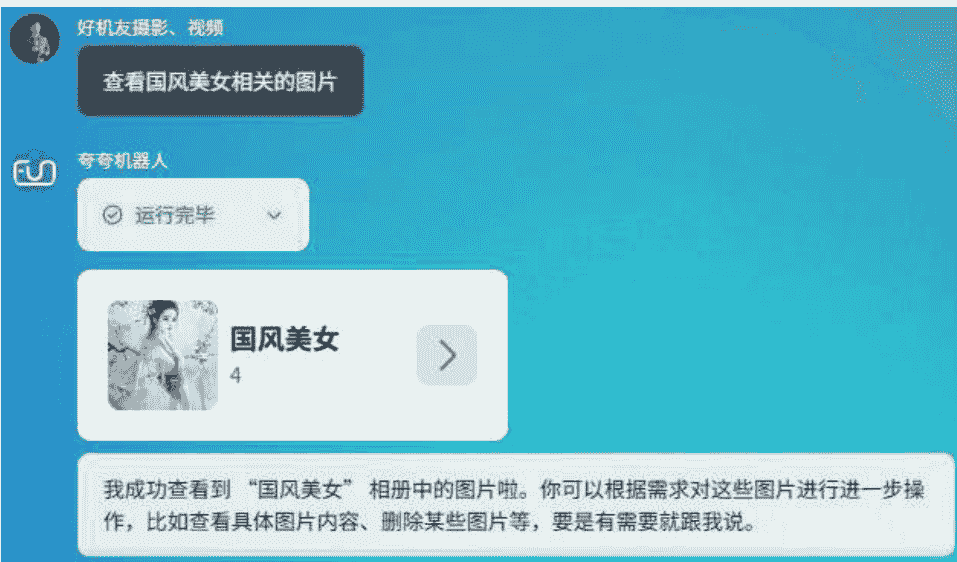 好机友摄影、视频
查看国风美女相关的图片
夸夸机器人
运行完毕
国风美女
4
我成功查看到 “国风美女” 相册中的图片啦。你可以根据需求对这些图片进行进一步操
作，比如查看具体图片内容、删除某些图片等，要是有需要就跟我说。